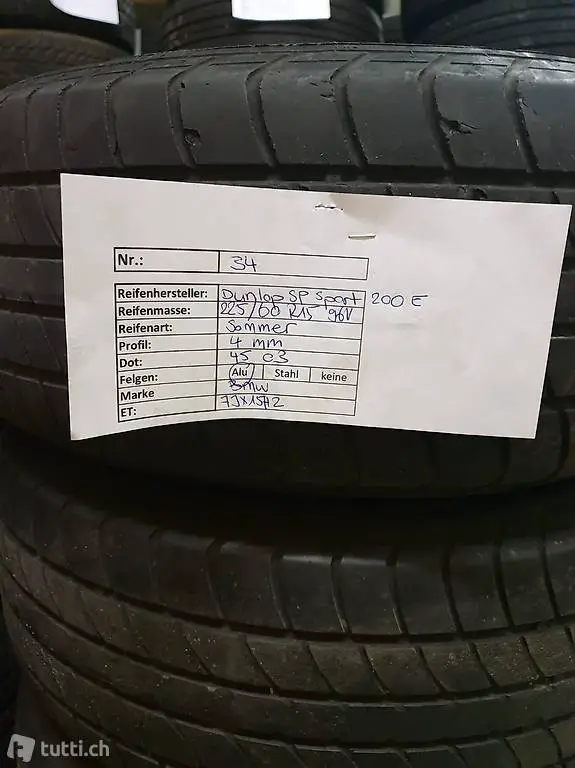 Nr.: 34
Reifenhersteller: Dunlop SP Sport 200 E
Reifenmasse: 225/60 R15 96V
Reifenart: Sommer
Profil: 4 mm
Dot: 45 03
Felgen: Alu Stahl keine
Marke BMW
ET: 7Jx15H2
tutti.ch